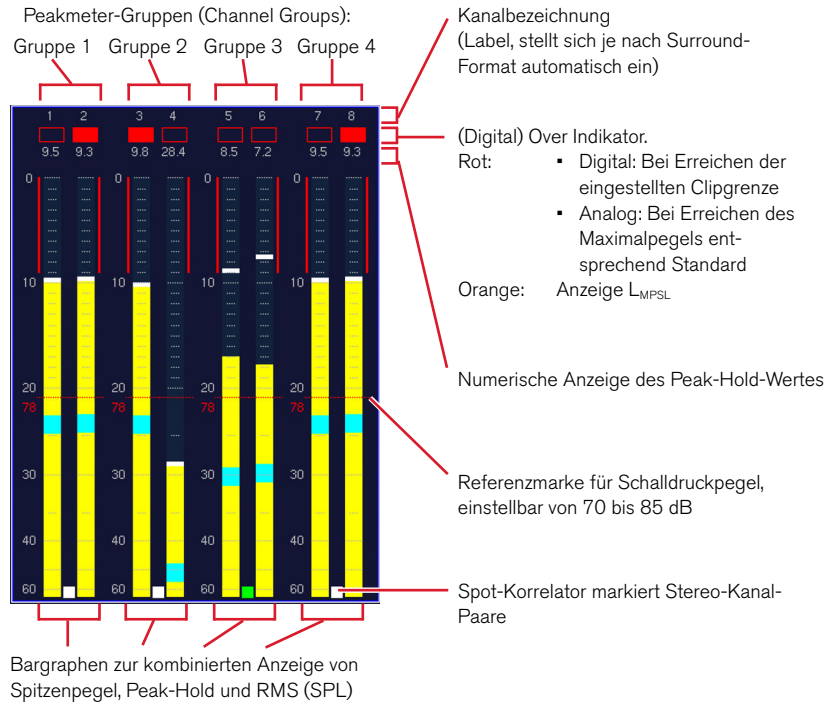 Peakmeter-Gruppen (Channel Groups):
Gruppe 1 Gruppe 2 Gruppe 3 Gruppe 4
Kanalbezeichnung
(Label, stellt sich je nach Surround-
Format automatisch ein)
1 2 3 4 5 6 7 8
9.5 9.3 9.8 28.4 8.5 7.2 9.5 9.3
0 0 0 0
10 10 10 10
20 20 20 20
78 78 78 78
30 30 30 30
40 40 40 40
60 60 60 60
(Digital) Over Indikator.
Rot: ▪ Digital: Bei Erreichen der
eingestellten Clipgrenze
▪ Analog: Bei Erreichen des
Maximalpegels ent-
sprechend Standard
Orange: Anzeige LMPSL
Numerische Anzeige des Peak-Hold-Wertes
Referenzmarke für Schalldruckpegel,
einstellbar von 70 bis 85 dB
Spot-Korrelator markiert Stereo-Kanal-
Paare
Bargraphen zur kombinierten Anzeige von
Spitzenpegel, Peak-Hold und RMS (SPL)